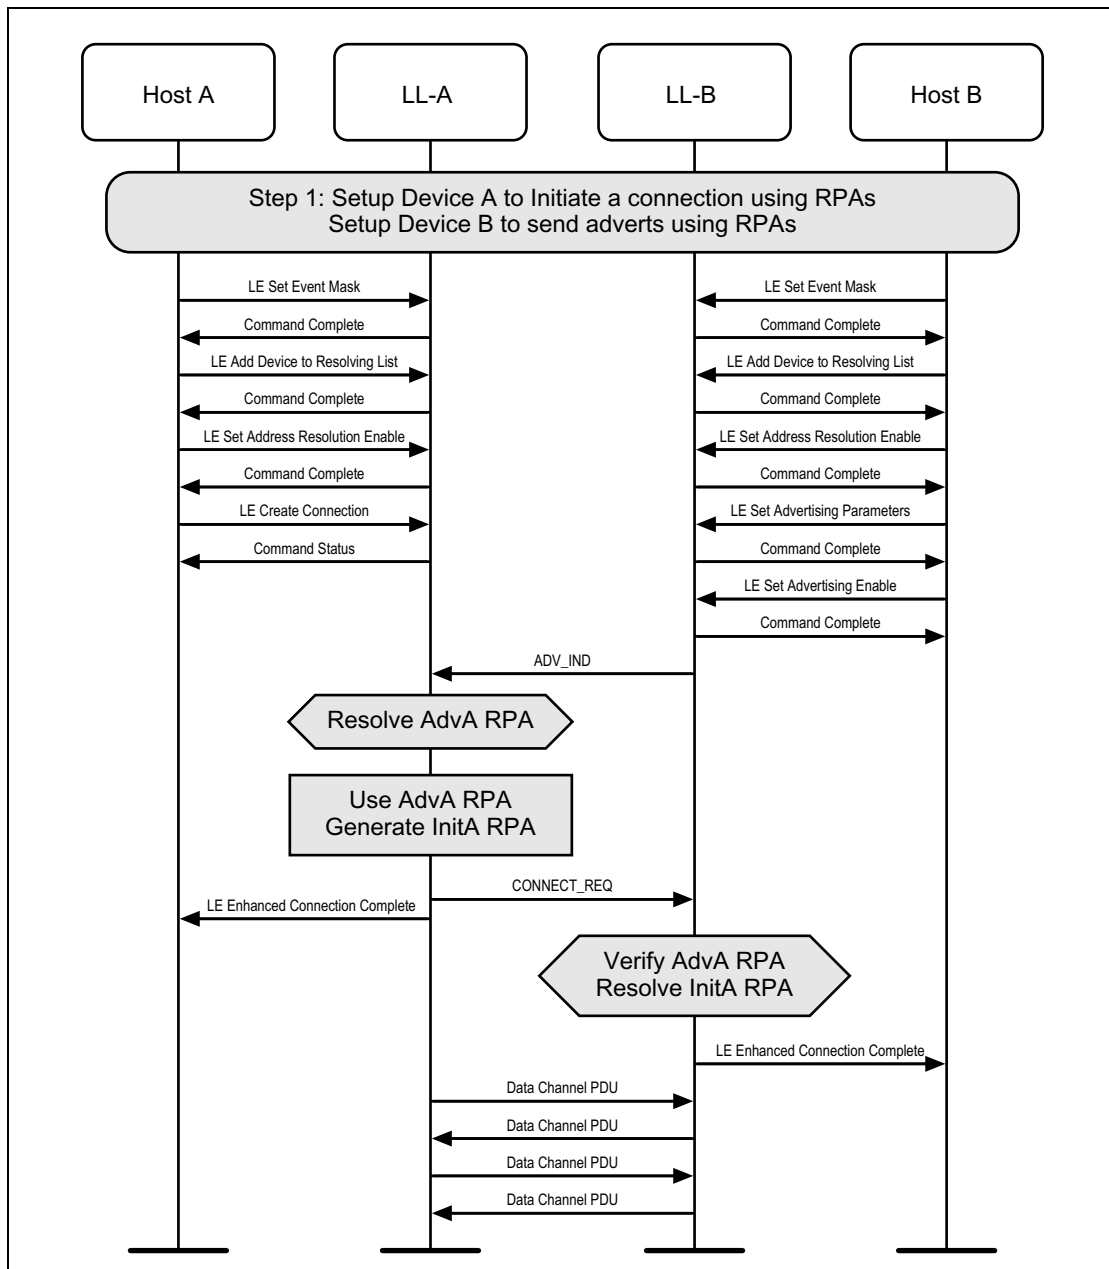 Host A
LL-A
LL-B
Host B
Step 1: Setup Device A to Initiate a connection using RPAs
Setup Device B to send adverts using RPAs
LE Set Event Mask
LE Set Event Mask
Command Complete
Command Complete
LE Add Device to Resolving List
LE Add Device to Resolving List
Command Complete
Command Complete
LE Set Address Resolution Enable
LE Set Address Resolution Enable
Command Complete
Command Complete
LE Create Connection
LE Set Advertising Parameters
Command Status
Command Complete
LE Set Advertising Enable
Command Complete
ADV_IND
Resolve AdvA RPA
Use AdvA RPA
Generate InitA RPA
CONNECT_REQ
LE Enhanced Connection Complete
Verify AdvA RPA
Resolve InitA RPA
LE Enhanced Connection Complete
Data Channel PDU
Data Channel PDU
Data Channel PDU
Data Channel PDU